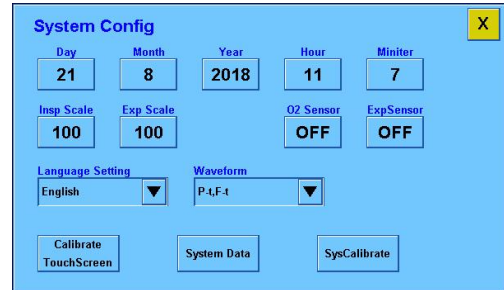 System Config
X
Day Month Year Hour Miniter
21 8 2018 11 7
Insp Scale Exp Scale O2 Sensor ExpSensor
100 100 OFF OFF
Language Setting Waveform
English P-t,F-t
Calibrate
TouchScreen
System Data
SysCalibrate